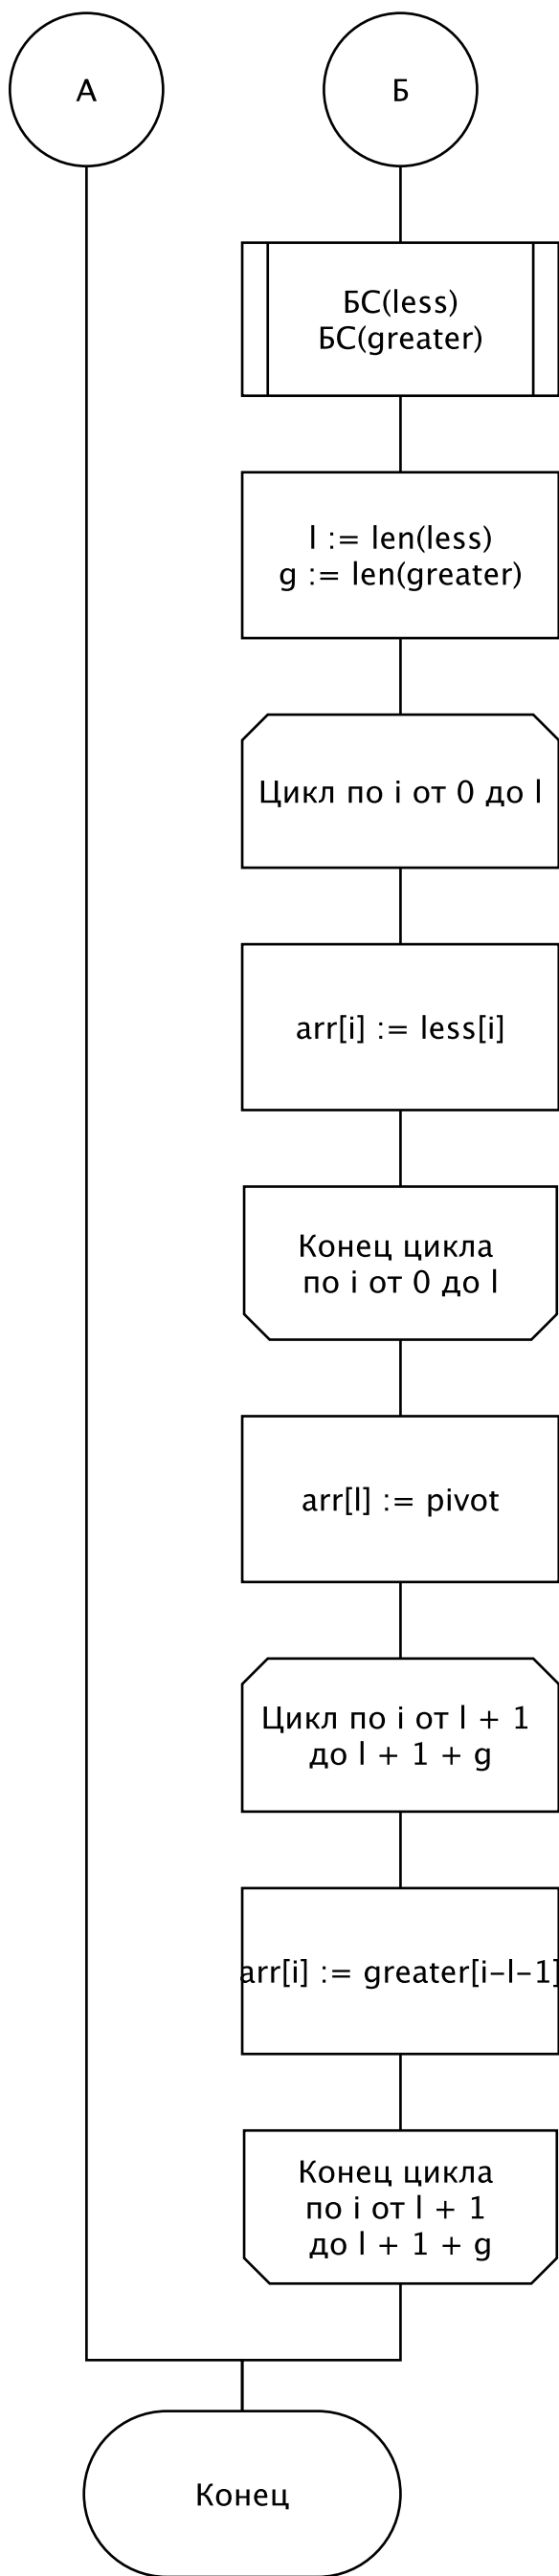 А
Б
БС(less)
БС(greater)
l := len(less)
g := len(greater)
Цикл по i от 0 до l
arr[i] := less[i]
Конец цикла
по i от 0 до l
arr[l] := pivot
Цикл по i от l + 1
до l + 1 + g
arr[i] := greater[i-l-1]
Конец цикла
по i от l + 1
до l + 1 + g
Конец